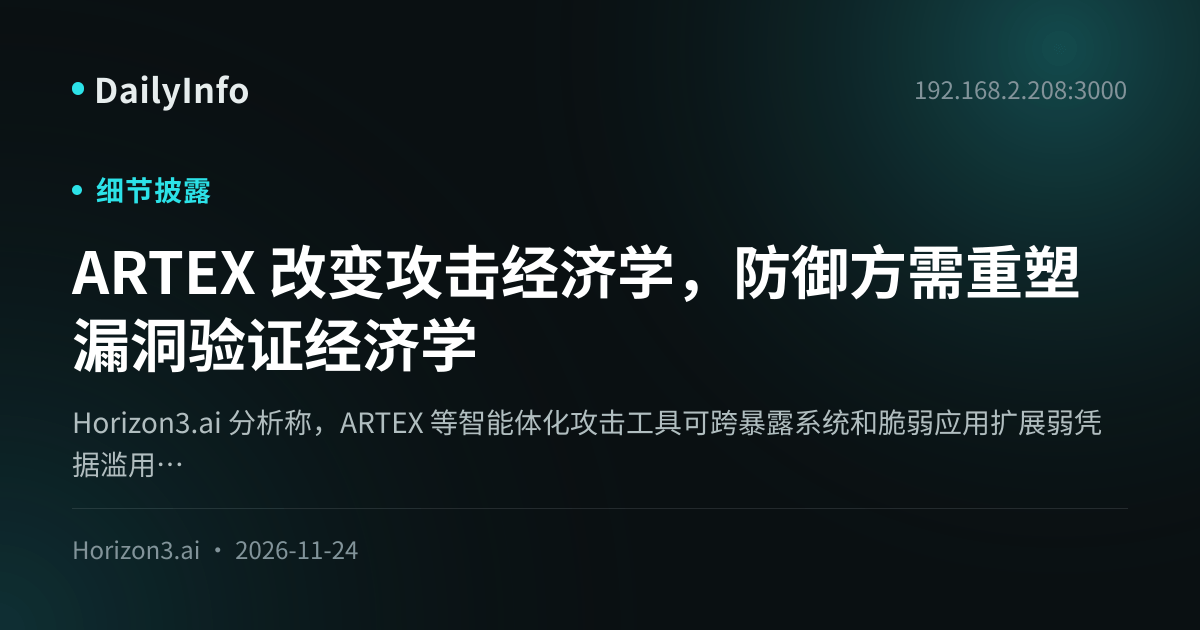 DailyInfo
192.168.2.208:3000
细节披露
ARTEX 改变攻击经济学，防御方需重塑
漏洞验证经济学
Horizon3.ai 分析称，ARTEX 等智能体化攻击工具可跨暴露系统和脆弱应用扩展弱凭
据滥用…
Horizon3.ai · 2026-11-24